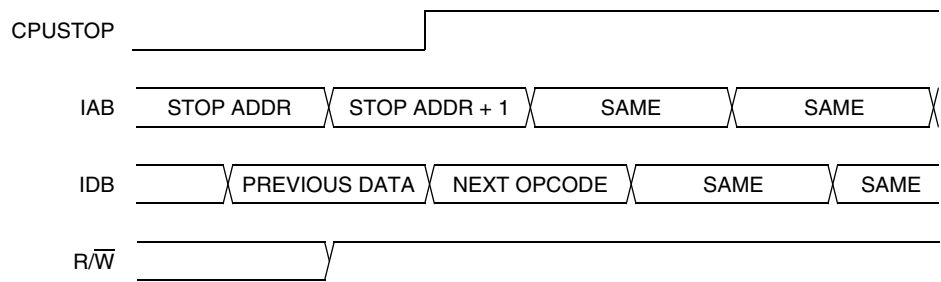 CPUSTOP
IAB STOP ADDR STOP ADDR + 1 SAME SAME
IDB PREVIOUS DATA NEXT OPCODE SAME SAME
R/W̅